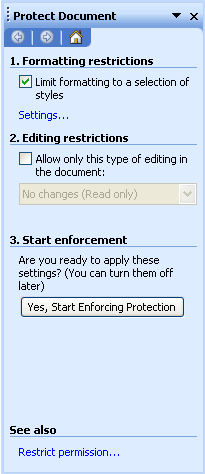 Protect Document
1. Formatting restrictions
Limit formatting to a selection of
styles
Settings...
2. Editing restrictions
Allow only this type of editing in
the document:
No changes (Read only)
3. Start enforcement
Are you ready to apply these
settings? (You can turn them off
later)
Yes, Start Enforcing Protection
See also
Restrict permission...